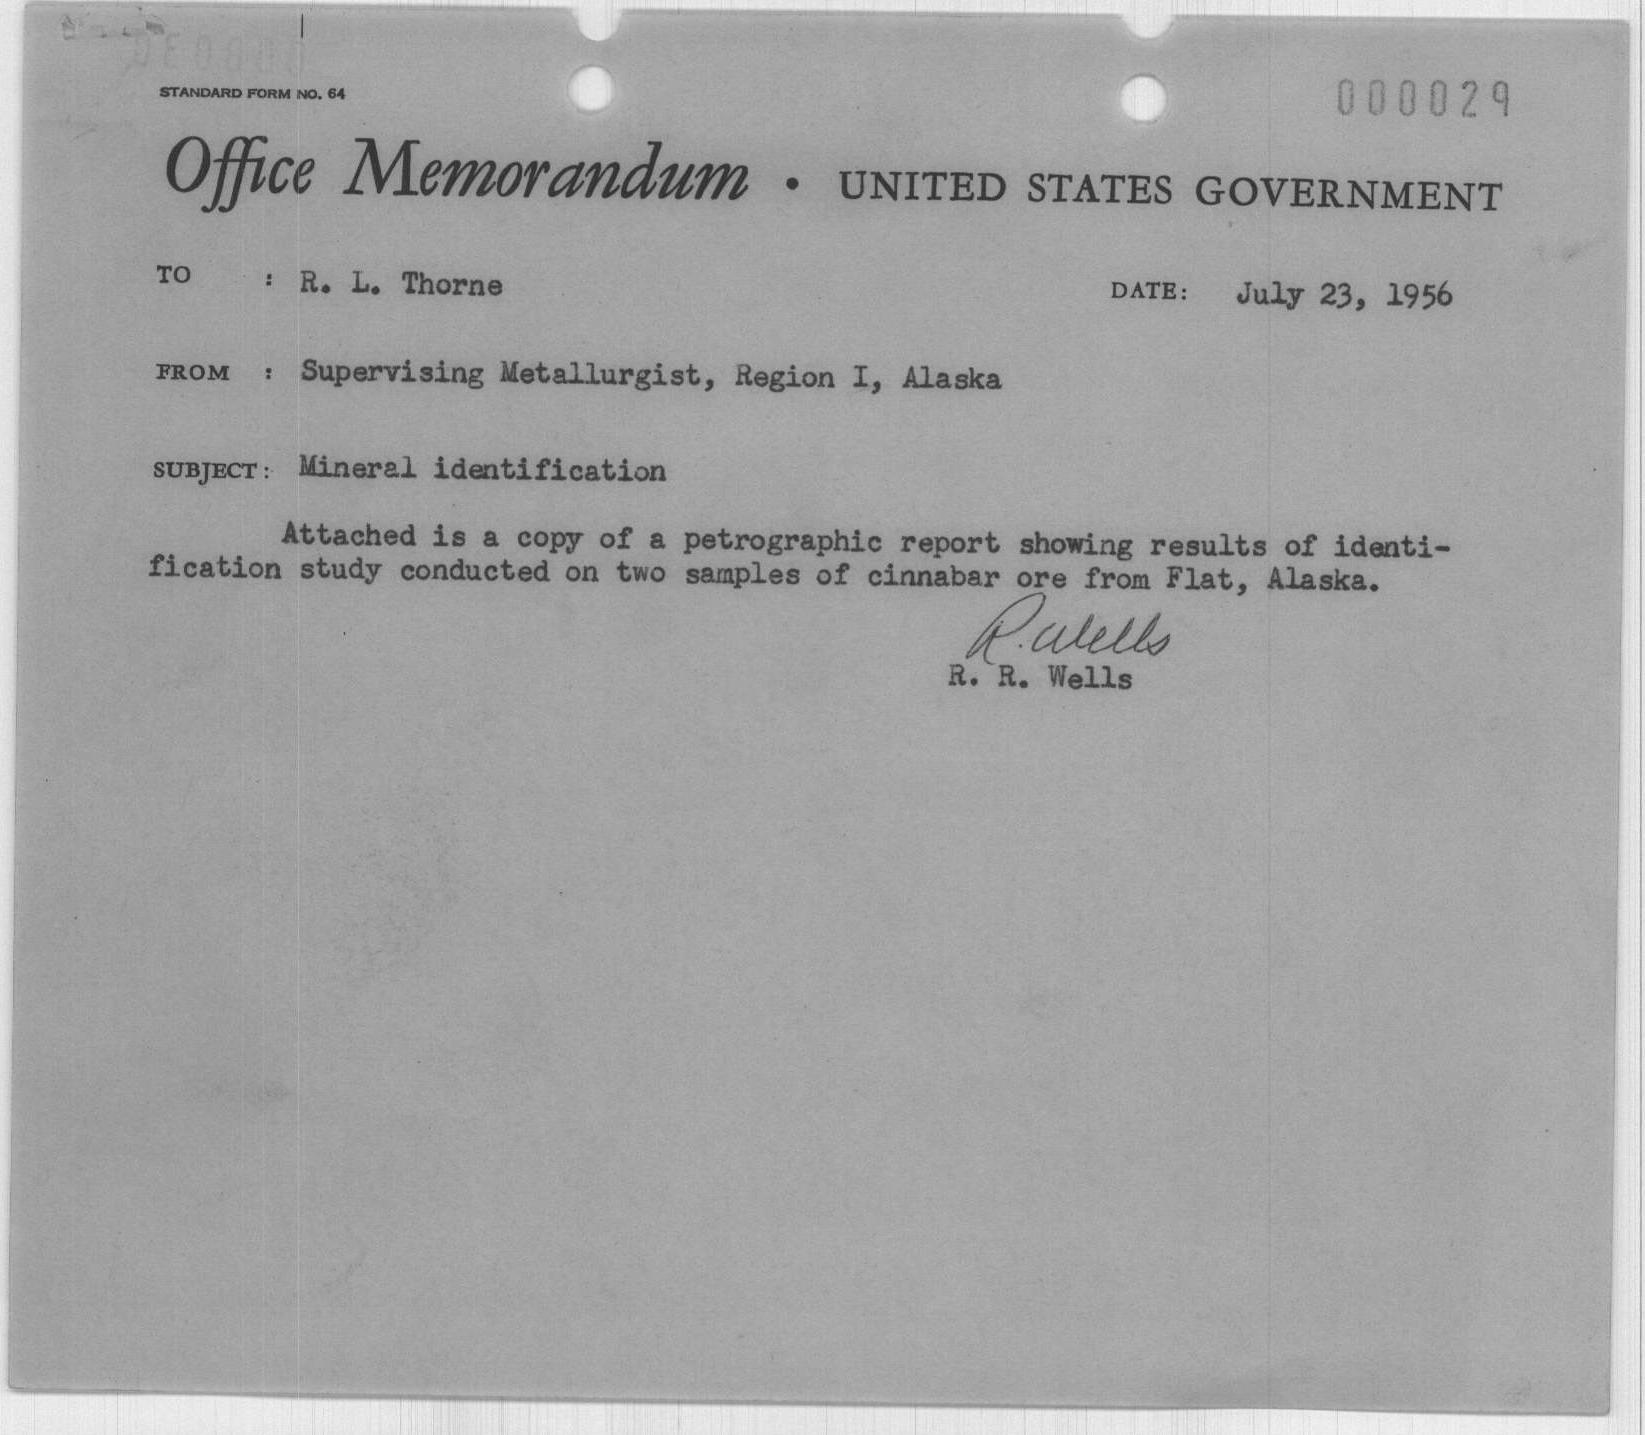 STANDARD FORM NO. 64
000029
Office Memorandum • UNITED STATES GOVERNMENT
TO : R. L. Thorne DATE: July 23, 1956
FROM : Supervising Metallurgist, Region I, Alaska
SUBJECT: Mineral identification
Attached is a copy of a petrographic report showing results of identi-
fication study conducted on two samples of cinnabar ore from Flat, Alaska.
R. Wells
R. R. Wells